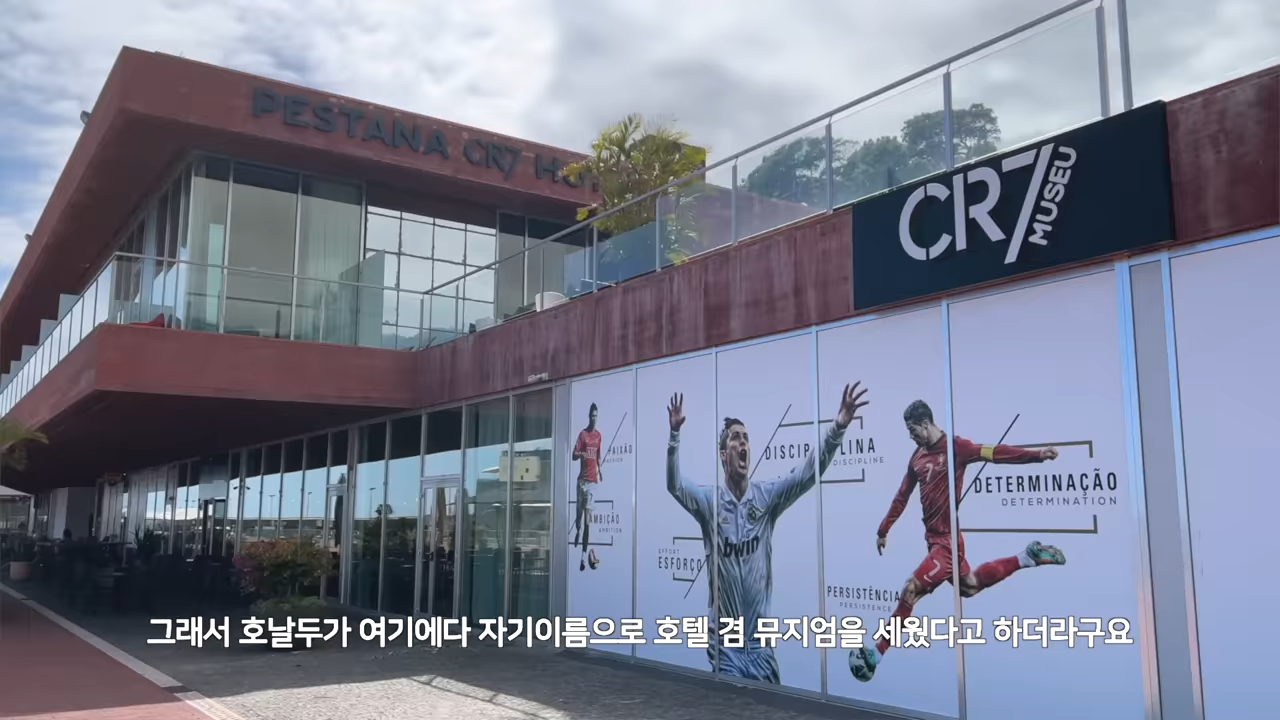 PESTANA CR7 HOT
CR7
MUSEU
PAIXÃO
DISCIPLINA
DISCIPLINE
DETERMINAÇÃO
DETERMINATION
AMBIÇÃO
AMBITION
bwin
EFFORT
ESFORÇO
7
PERSISTÊNCIA
PERSISTENCE
그래서 호날두가 여기에다 자기이름으로 호텔 겸 뮤지엄을 세웠다고 하더라구요